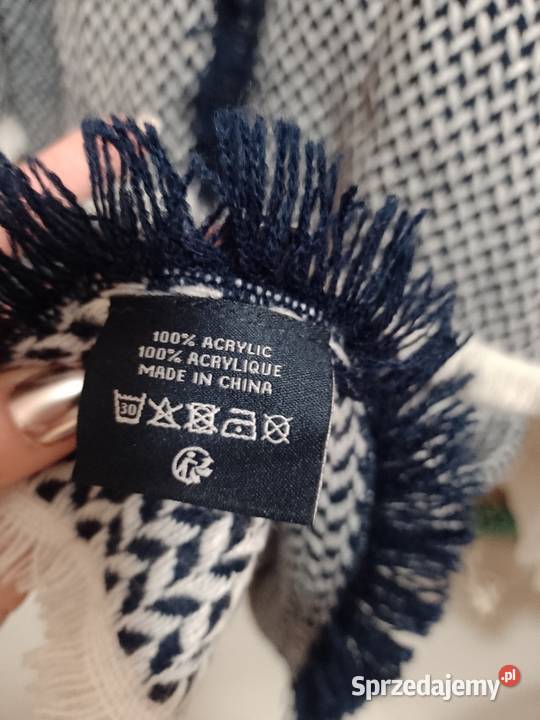 100% ACRYLIC
100% ACRYLIQUE
MADE IN CHINA
30
Sprzedajemy.pl